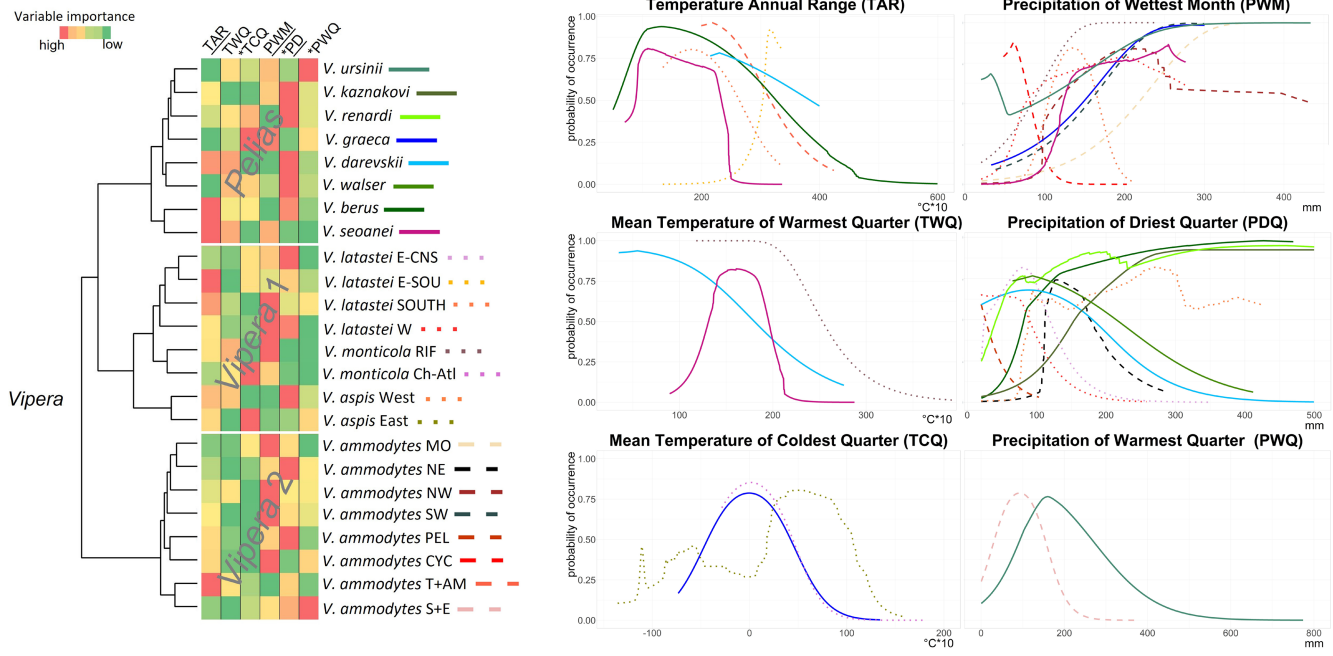 Variable importance
high low
TAR
TWQ
*TCQ
PWM
*PD
*PWQ
V. ursinii
V. kaznakovi
V. renardi
V. graeca
V. darevskii
V. walser
V. berus
V. seoanei
Pelias
V. latastei E-CNS
V. latastei E-SOU
V. latastei SOUTH
V. latastei W
V. monticola RIF
V. monticola Ch-Atl
V. aspis West
V. aspis East
Vipera 1
Vipera
V. ammodytes MO
V. ammodytes NE
V. ammodytes NW
V. ammodytes SW
V. ammodytes PEL
V. ammodytes CYC
V. ammodytes T+AM
V. ammodytes S+E
Vipera 2
Temperature Annual Range (TAR)
probability of occurrence
1.00
0.75
0.50
0.25
0.00
200 400 600
°C*10
Precipitation of Wettest Month (PWM)
0 100 200 300 400
mm
Mean Temperature of Warmest Quarter (TWQ)
probability of occurrence
1.00
0.75
0.50
0.25
0.00
100 200 300
°C*10
Precipitation of Driest Quarter (PDQ)
0 100 200 300 400 500
mm
Mean Temperature of Coldest Quarter (TCQ)
probability of occurrence
1.00
0.75
0.50
0.25
0.00
-100 0 100 200
°C*10
Precipitation of Warmest Quarter (PWQ)
0 200 400 600 800
mm